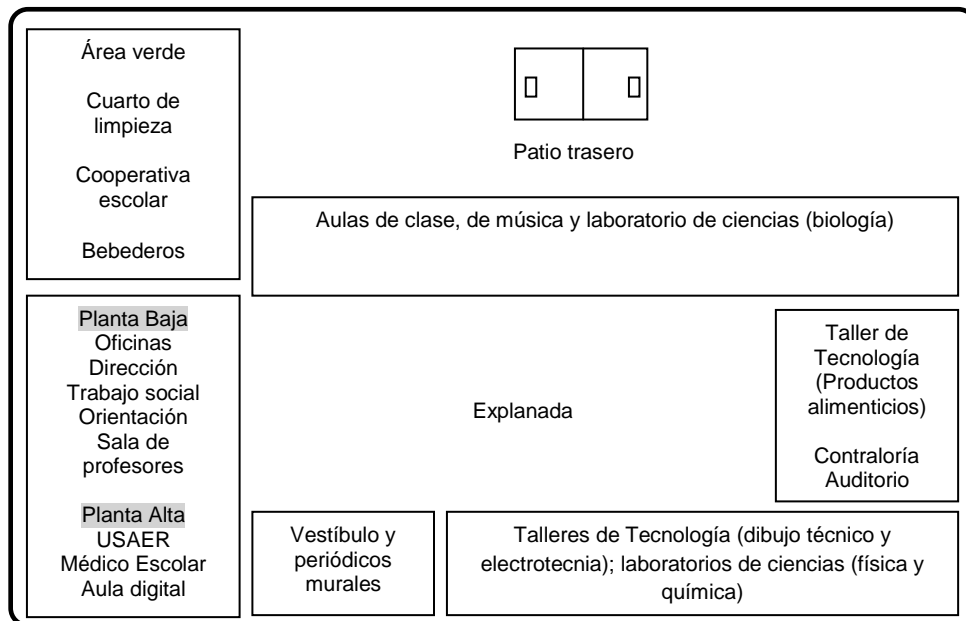 Área verde
Cuarto de
limpieza
Cooperativa
escolar
Bebederos
Patio trasero
Aulas de clase, de música y laboratorio de ciencias (biología)
Planta Baja
Oficinas
Dirección
Trabajo social
Orientación
Sala de
profesores
Planta Alta
USAER
Médico Escolar
Aula digital
Explanada
Taller de
Tecnología
(Productos
alimenticios)
Contraloría
Auditorio
Vestíbulo y
periódicos
murales
Talleres de Tecnología (dibujo técnico y
electrotecnia); laboratorios de ciencias (física y
química)